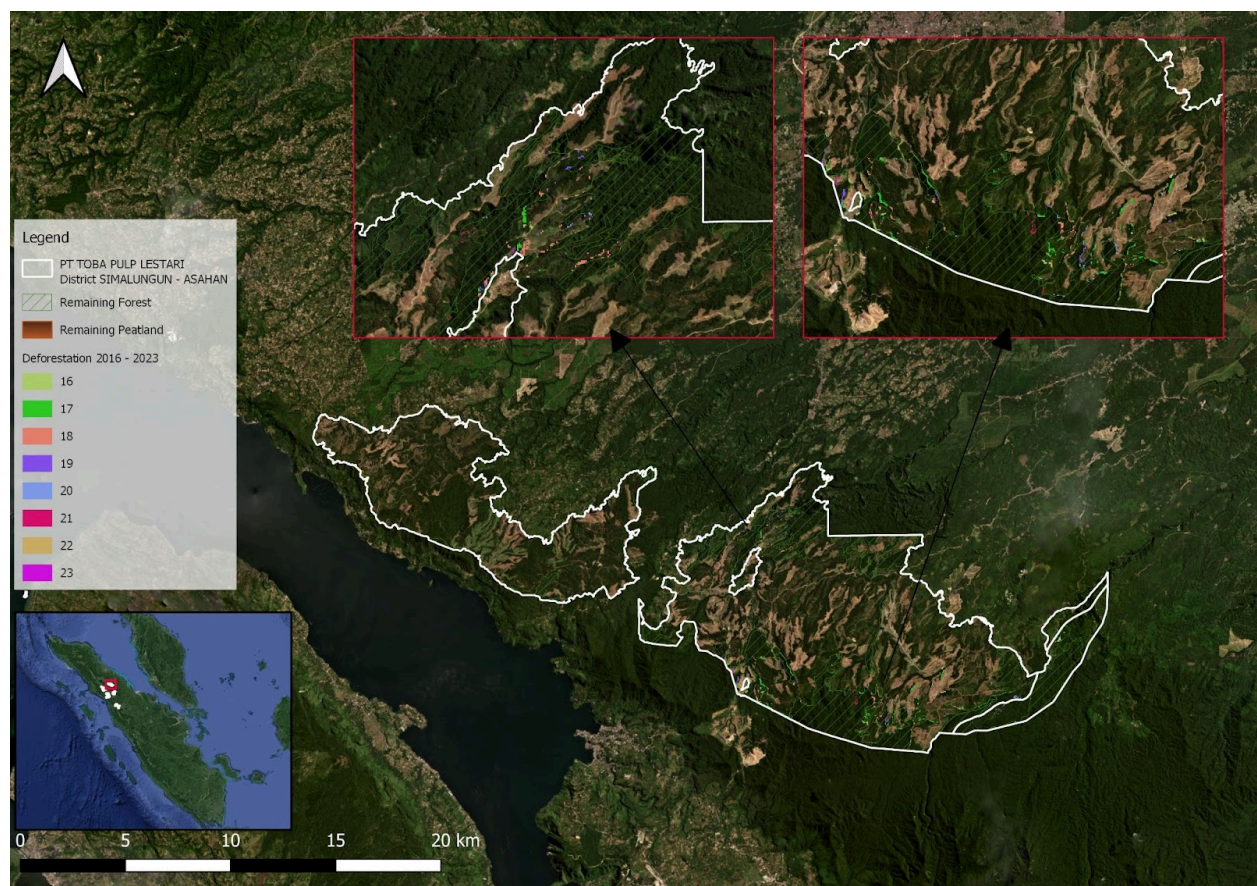 Legend
PT TOBA PULP LESTARI
District SIMALUNGUN - ASAHAN
Remaining Forest
Remaining Peatland
Deforestation 2016 - 2023
16
17
18
19
20
21
22
23
0 5 10 15 20 km